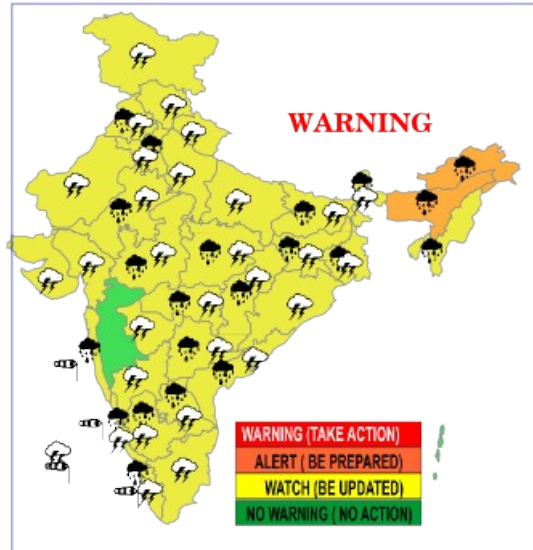 WARNING
WARNING (TAKE ACTION)
ALERT ( BE PREPARED)
WATCH (BE UPDATED)
NO WARNING ( NO ACTION)